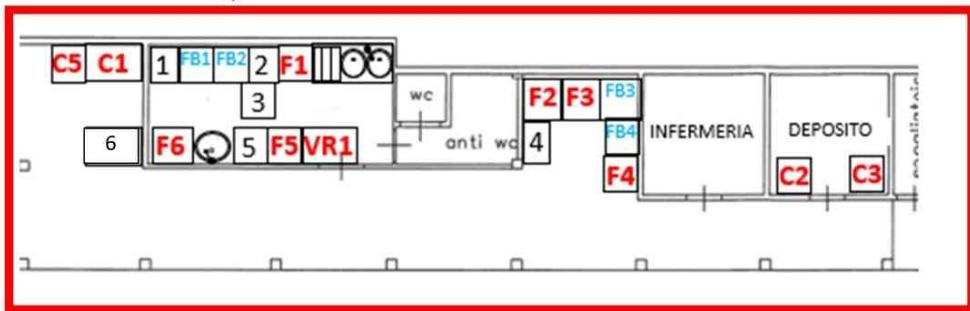 C5 C1 1 FB1 FB2 2 F1
3
6 F6 5 F5 VR1
wc
anti wc
F2 F3 FB3
4 FB4
F4
INFERMERIA
DEPOSITO
C2 C3